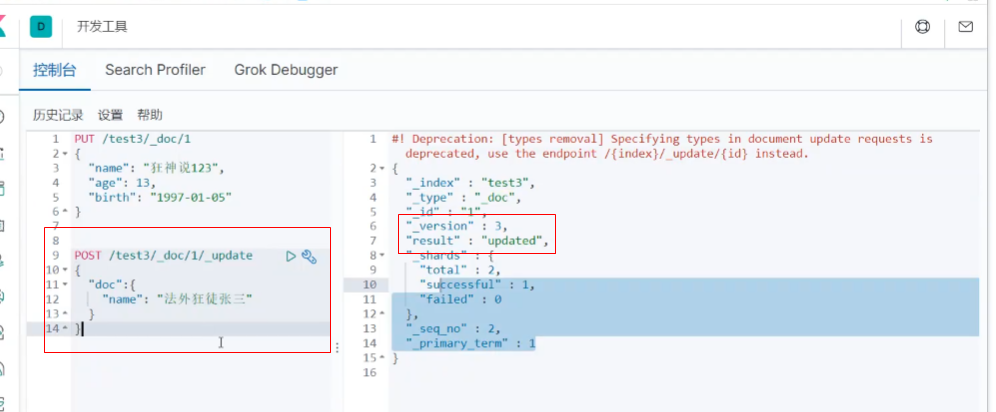 D 开发工具
控制台 Search Profiler Grok Debugger
历史记录 设置 帮助
1 PUT /test3/_doc/1
2 {
3 "name": "狂神说123",
4 "age": 13,
5 "birth": "1997-01-05"
6 }
7
8
9 POST /test3/_doc/1/_update
10 {
11 "doc":{
12 "name": "法外狂徒张三"
13 }
14 }
1 #! Deprecation: [types removal] Specifying types in document update requests is
deprecated, use the endpoint /{index}/_update/{id} instead.
2 {
3 "_index" : "test3",
4 "_type" : "_doc",
5 "_id" : "1",
6 "_version" : 3,
7 "result" : "updated",
8 "_shards" : {
9 "total" : 2,
10 "successful" : 1,
11 "failed" : 0
12 },
13 "_seq_no" : 2,
14 "_primary_term" : 1
15 }
16